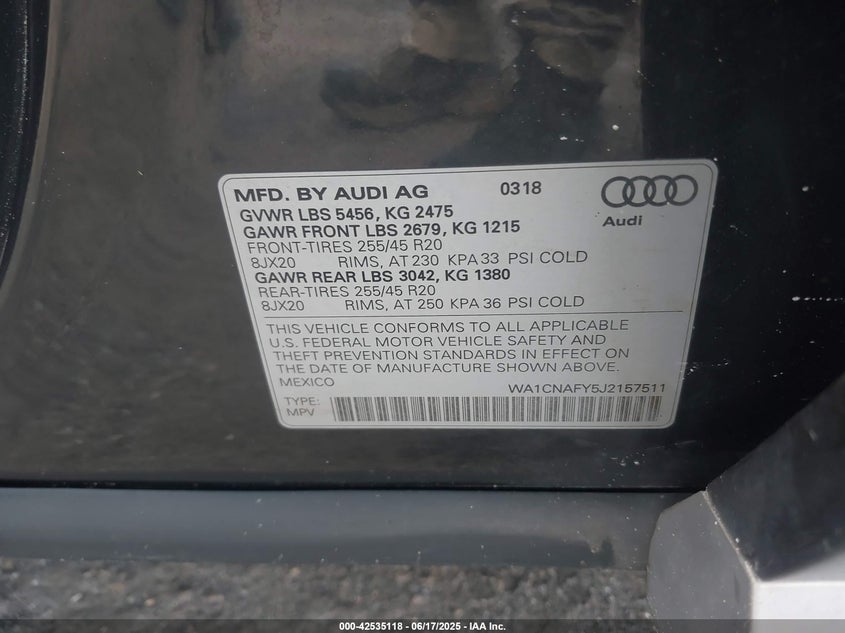 MFD. BY AUDI AG 0318
Audi
GVWR LBS 5456, KG 2475
GAWR FRONT LBS 2679, KG 1215
FRONT-TIRES 255/45 R20
8JX20 RIMS, AT 230 KPA 33 PSI COLD
GAWR REAR LBS 3042, KG 1380
REAR-TIRES 255/45 R20
8JX20 RIMS, AT 250 KPA 36 PSI COLD
THIS VEHICLE CONFORMS TO ALL APPLICABLE
U.S. FEDERAL MOTOR VEHICLE SAFETY AND
THEFT PREVENTION STANDARDS IN EFFECT ON
THE DATE OF MANUFACTURE SHOWN ABOVE.
MEXICO WA1CNAFY5J2157511
TYPE:
MPV
000-42535118 - 06/17/2025 - IAA Inc.